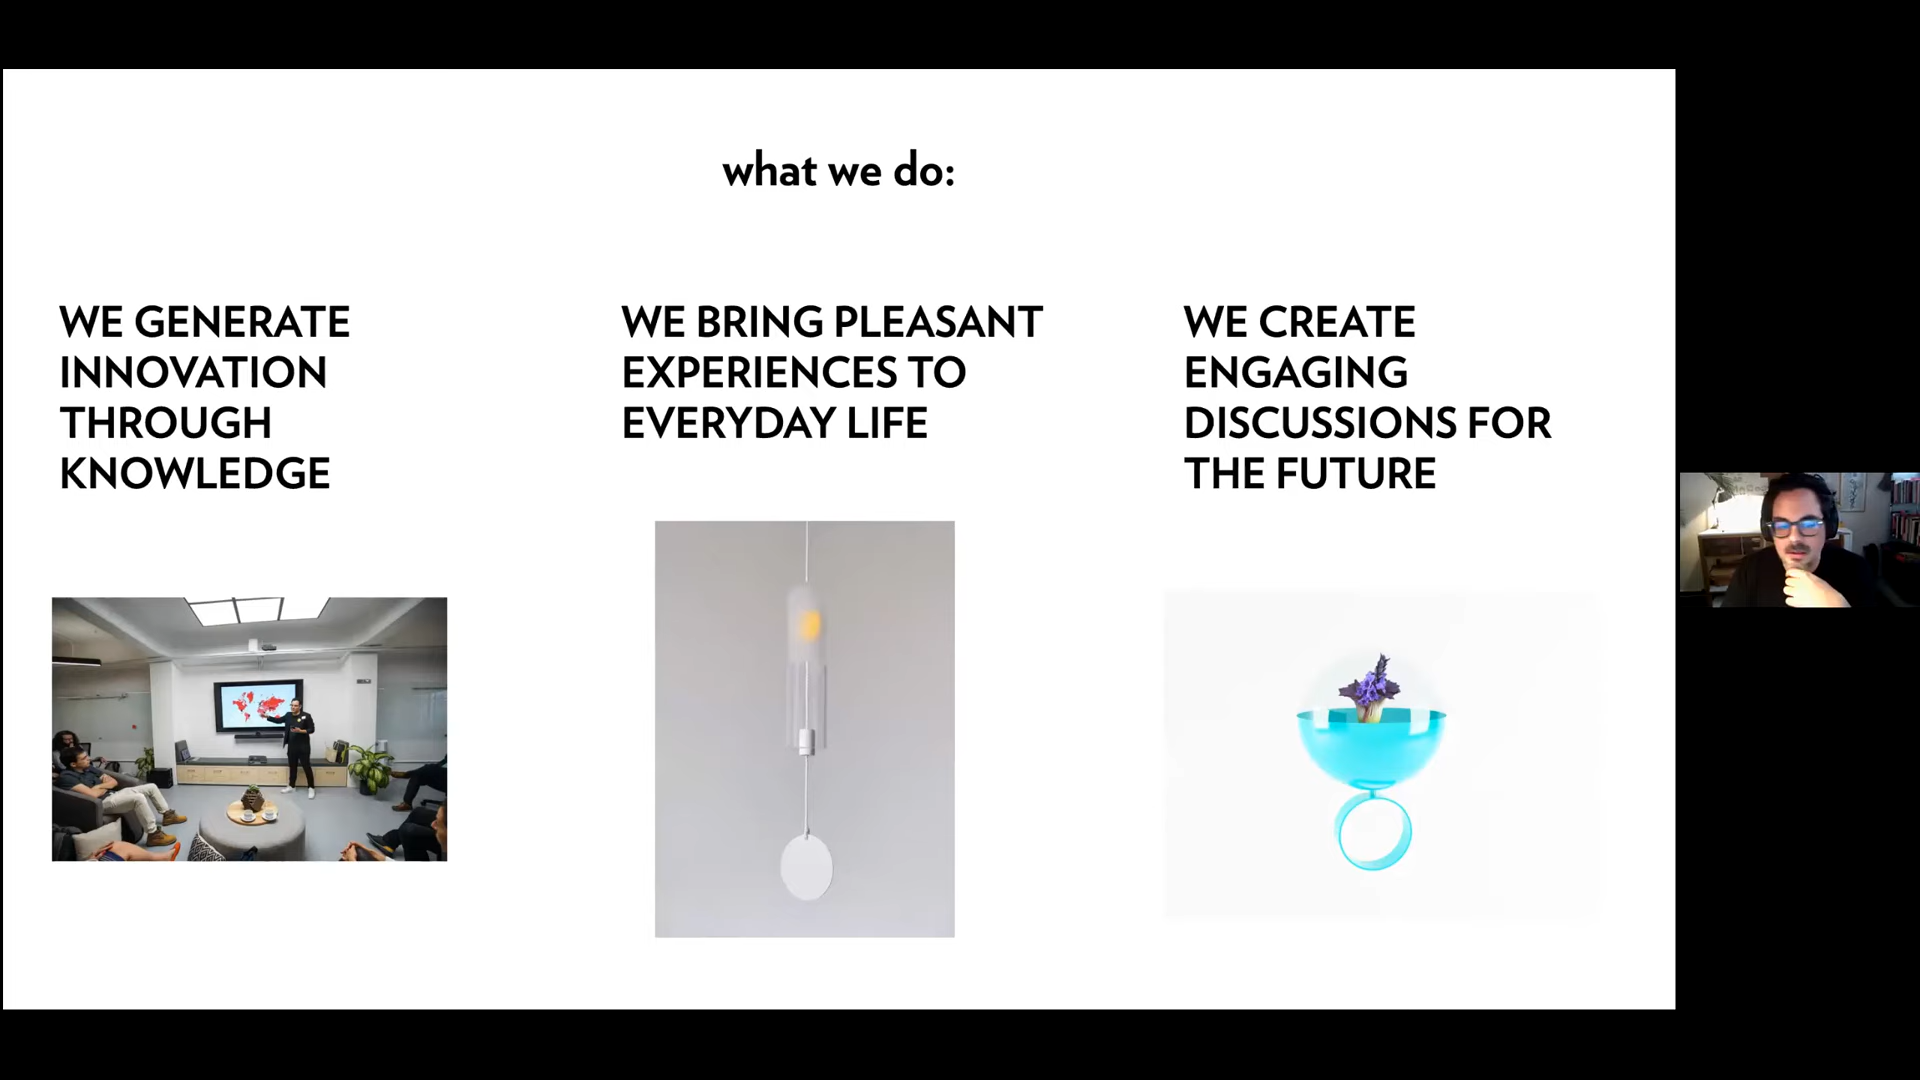 what we do:
WE GENERATE
INNOVATION
THROUGH
KNOWLEDGE
WE BRING PLEASANT
EXPERIENCES TO
EVERYDAY LIFE
WE CREATE
ENGAGING
DISCUSSIONS FOR
THE FUTURE